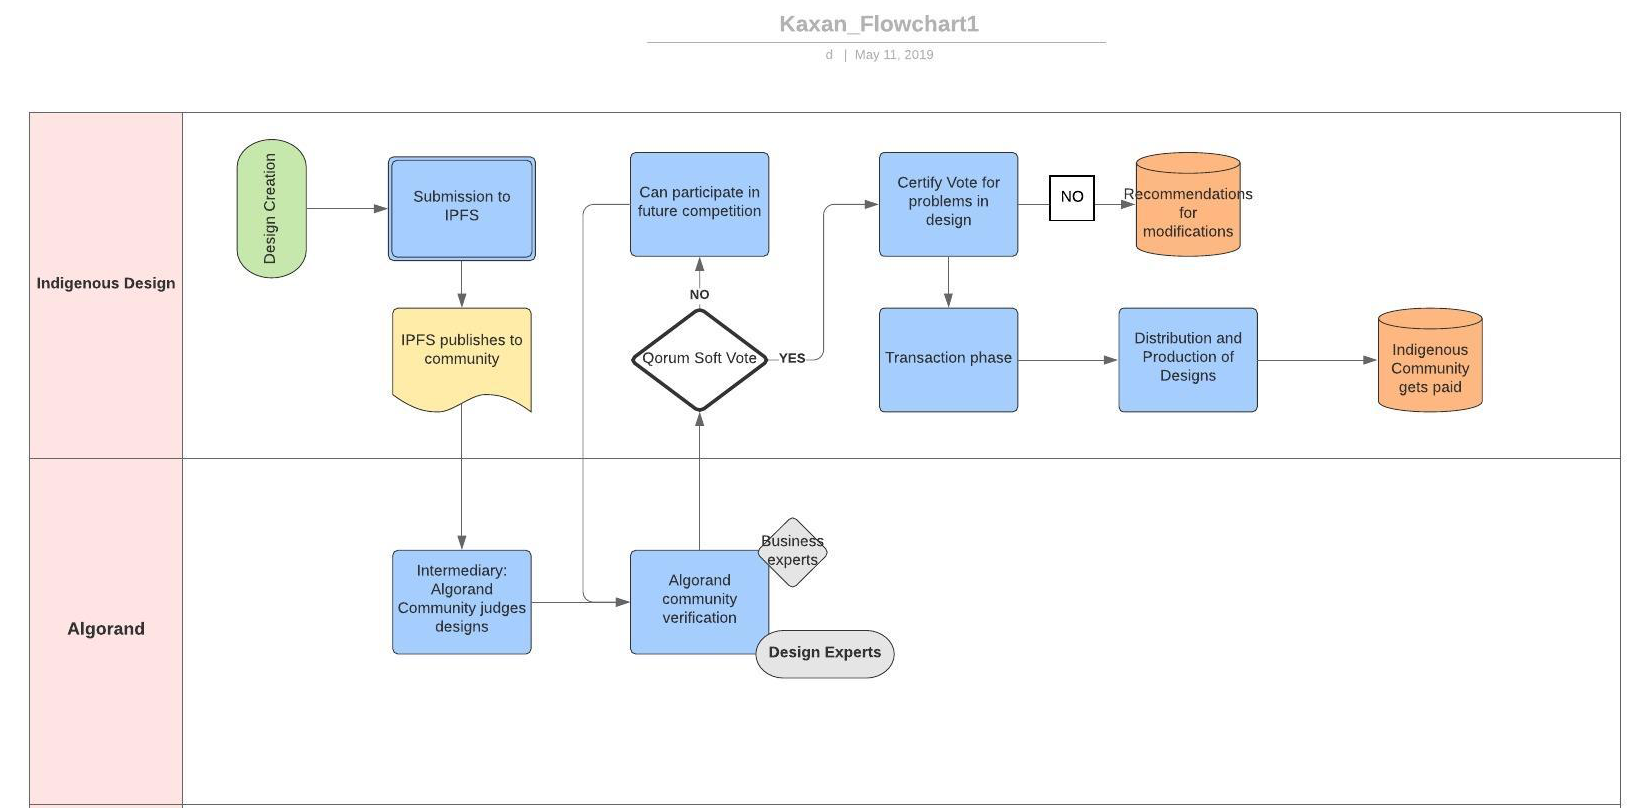 Kaxan_Flowchart1
d | May 11, 2019
Indigenous Design
Design Creation
Submission to
IPFS
IPFS publishes to
community
Can participate in
future competition
NO
Qorum Soft Vote
YES
Certify Vote for
problems in
design
NO
Recommendations
for
modifications
Transaction phase
Distribution and
Production of
Designs
Indigenous
Community
gets paid
Algorand
Intermediary:
Algorand
Community judges
designs
Algorand
community
verification
Business
experts
Design Experts